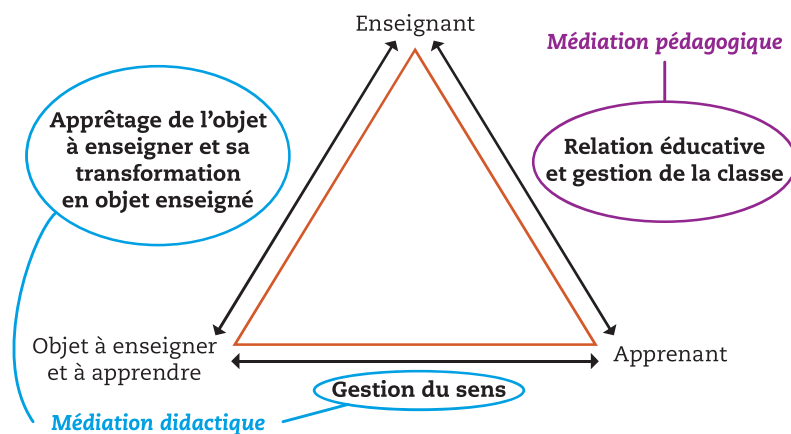 Enseignant
Médiation pédagogique
Apprêtage de l'objet
à enseigner et sa
transformation
en objet enseigné
Relation éducative
et gestion de la classe
Objet à enseigner
et à apprendre
Apprenant
Gestion du sens
Médiation didactique